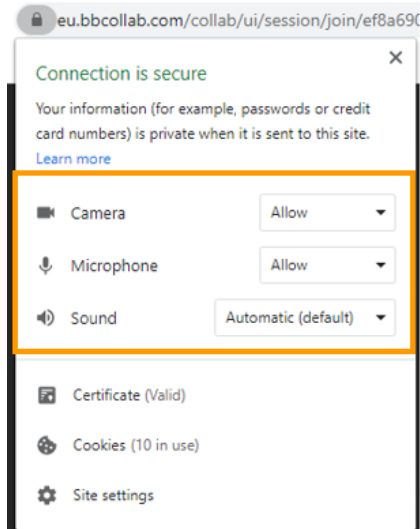 eu.bbcollab.com/collab/ui/session/join/ef8a690
Connection is secure
Your information (for example, passwords or credit
card numbers) is private when it is sent to this site.
Learn more
Camera Allow
Microphone Allow
Sound Automatic (default)
Certificate (Valid)
Cookies (10 in use)
Site settings